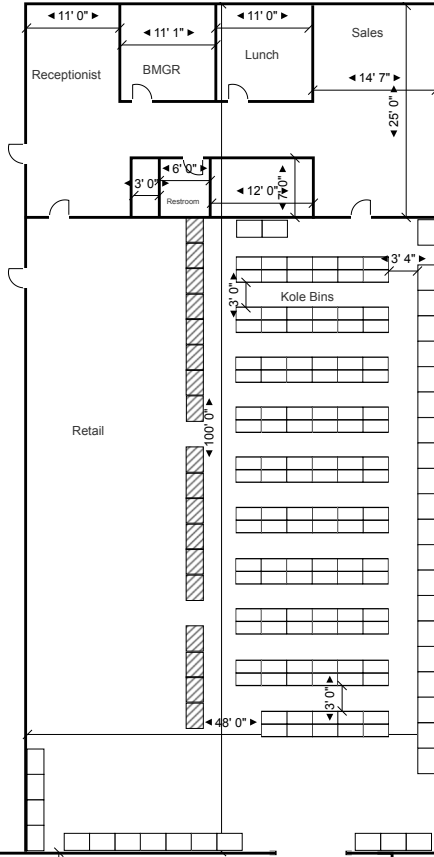 11' 0"
11' 0"
Sales
11' 1"
Lunch
BMGR
Receptionist
14' 7"
25' 0"
6' 0"
3' 0"
7' 0"
12' 0"
Restroom
3' 4"
3' 0"
Kole Bins
Retail
100' 0"
3' 0"
48' 0"